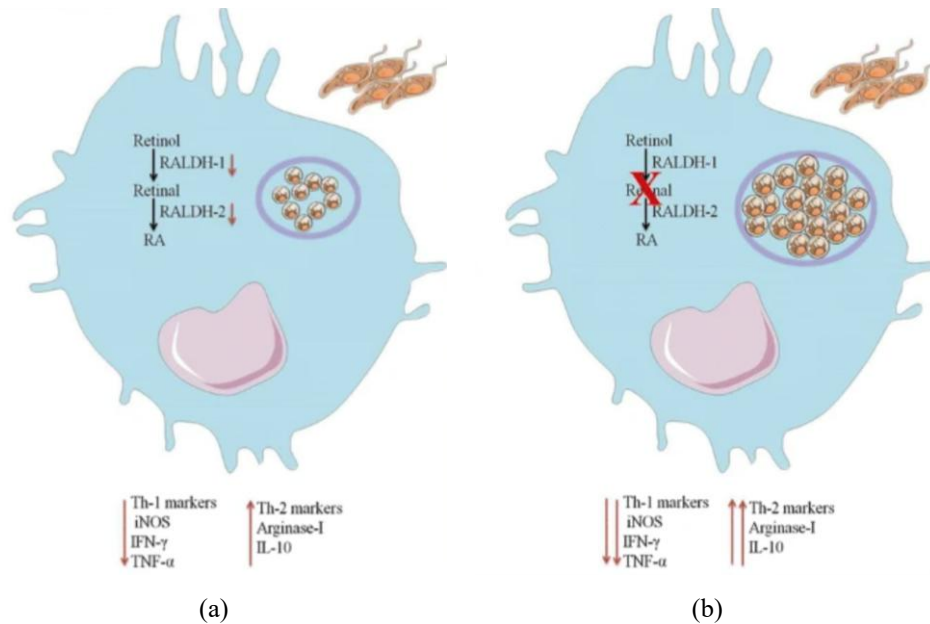 Retinol
RALDH-1
Retinal
RALDH-2
RA
Th-1 markers
iNOS
IFN-γ
TNF-α
Th-2 markers
Arginase-I
IL-10
(a)
Retinol
RALDH-1
X
Retinal
RALDH-2
RA
Th-1 markers
iNOS
IFN-γ
TNF-α
Th-2 markers
Arginase-I
IL-10
(b)